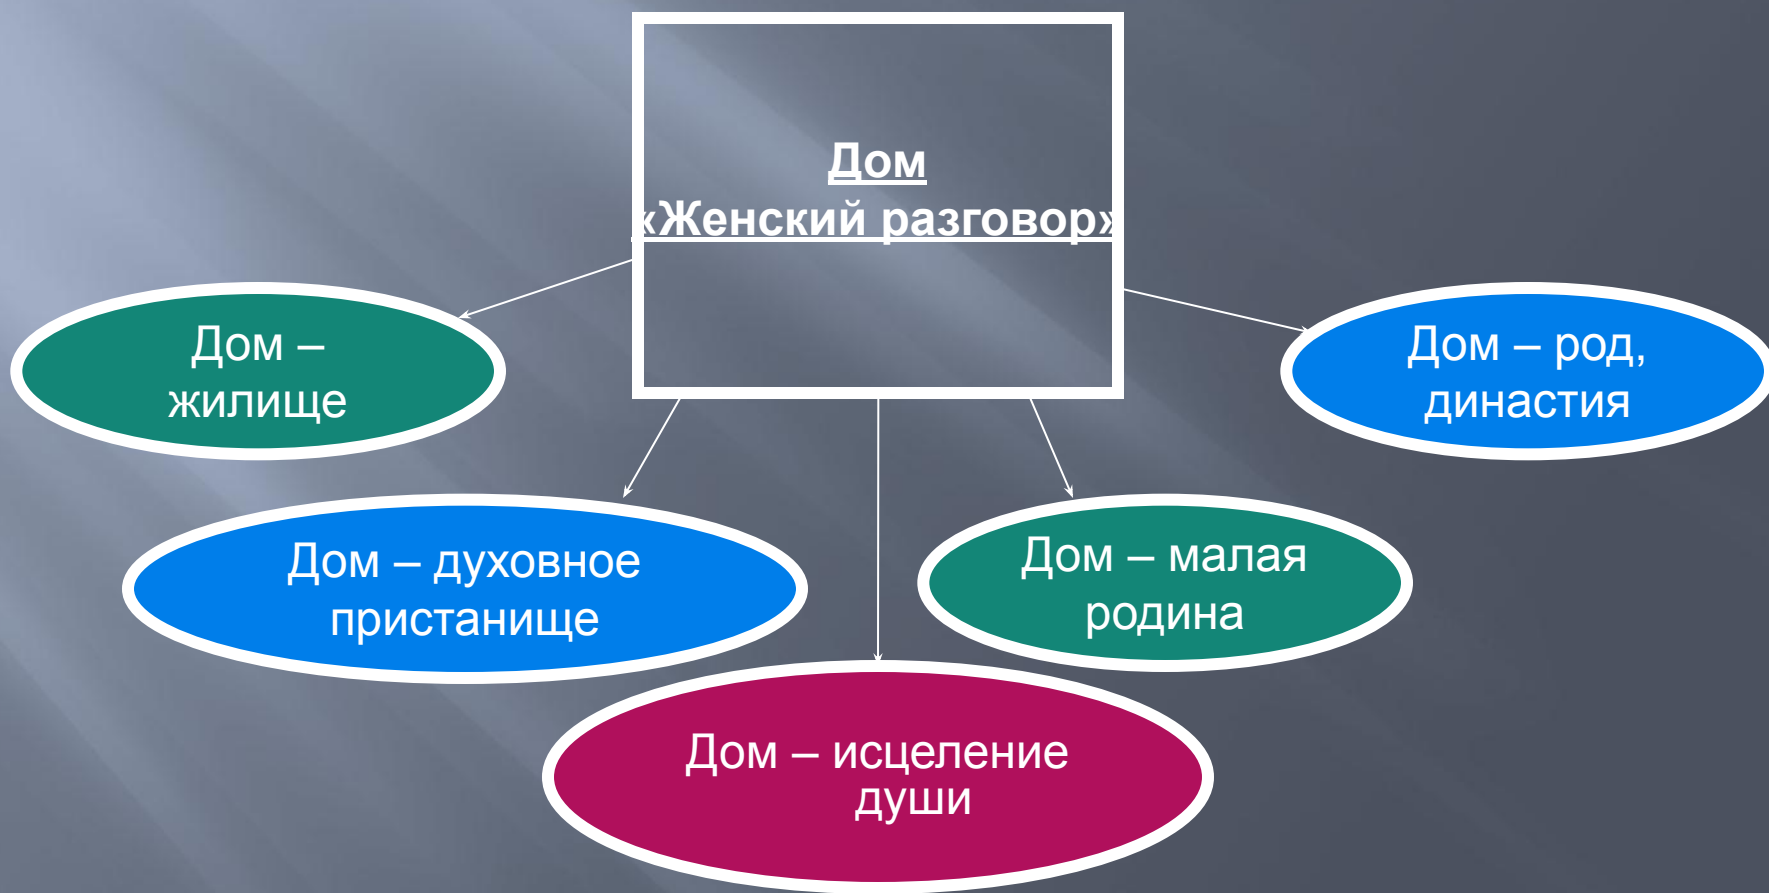 Дом
«Женский разговор»
Дом –
жилище
Дом – род,
династия
Дом – духовное
пристанище
Дом – малая
родина
Дом – исцеление
души